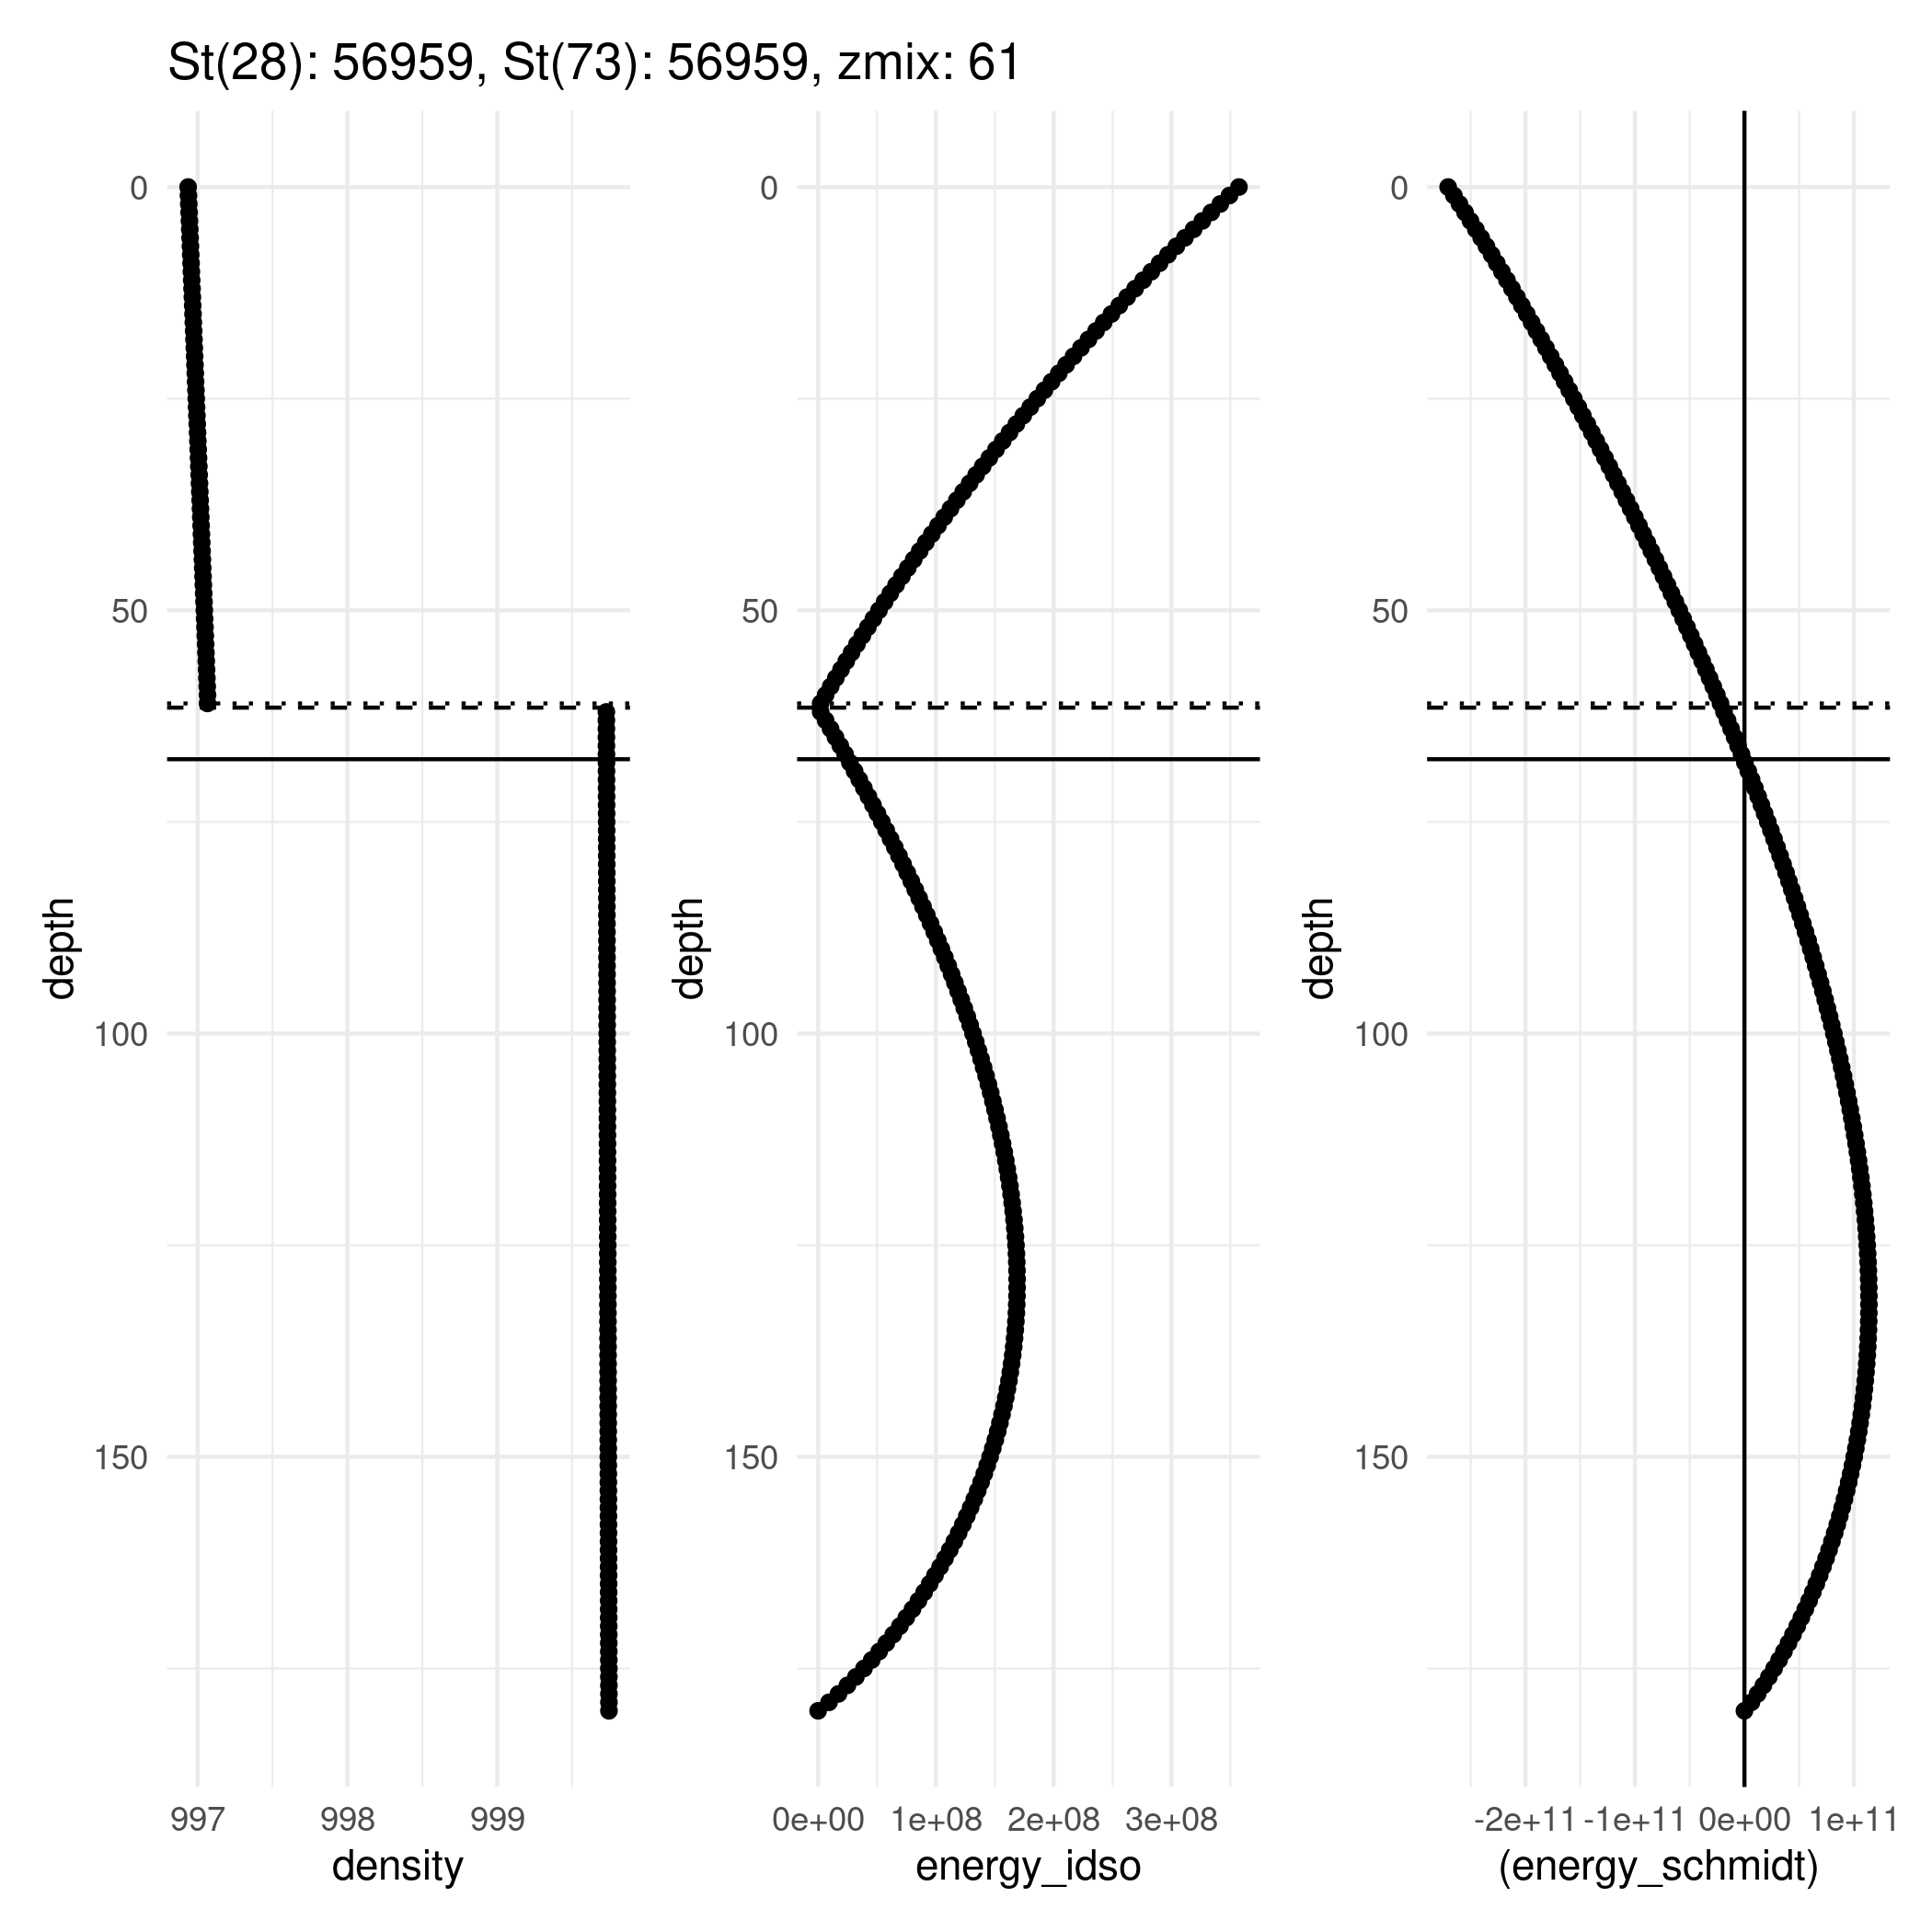 St(28): 56959, St(73): 56959, zmix: 61
0
50
100
150
depth
997 998 999
density
0
50
100
150
depth
0e+00 1e+08 2e+08 3e+08
energy_idso
0
50
100
150
depth
-2e+11 -1e+11 0e+00 1e+11
(energy_schmidt)